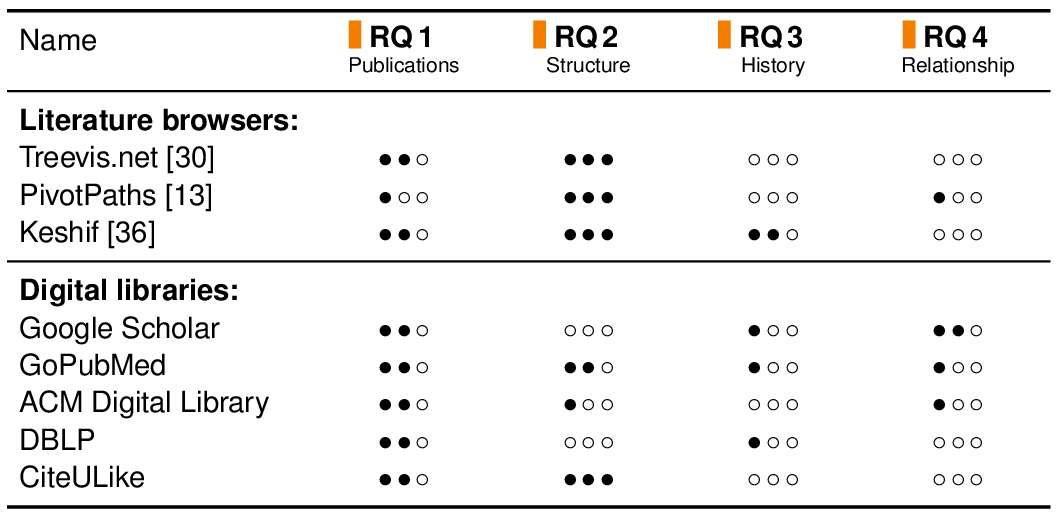 Name RQ 1 RQ 2 RQ 3 RQ 4
Publications Structure History Relationship
Literature browsers:
Treevis.net [30] ●●○ ●●● ○○○ ○○○
PivotPaths [13] ●○○ ●●● ○○○ ●○○
Keshif [36] ●●○ ●●● ●●○ ○○○
Digital libraries:
Google Scholar ●●○ ○○○ ●○○ ●●○
GoPubMed ●●○ ●●○ ●○○ ●○○
ACM Digital Library ●●○ ●○○ ○○○ ●○○
DBLP ●●○ ○○○ ●○○ ○○○
CiteULike ●●○ ●●● ○○○ ○○○